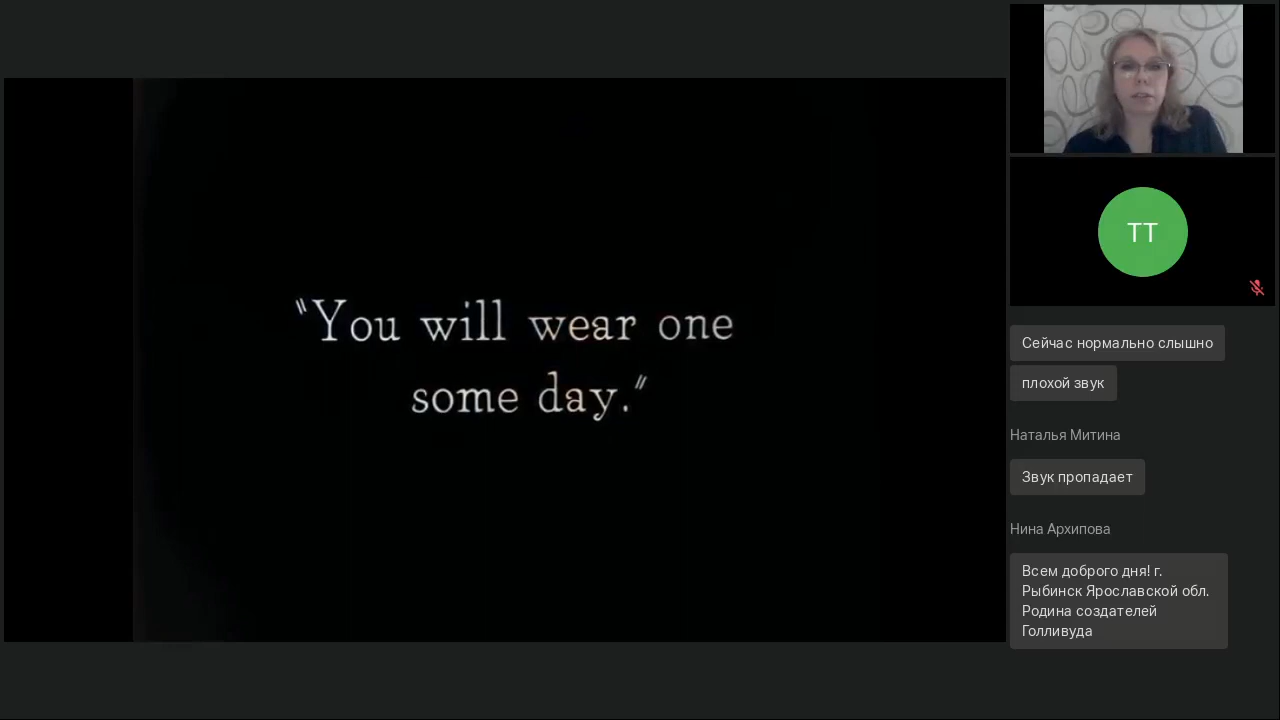 "You will wear one
some day."
TT
Сейчас нормально слышно
плохой звук
Наталья Митина
Звук пропадает
Нина Архипова
Всем доброго дня! г.
Рыбинск Ярославской обл.
Родина создателей
Голливуда